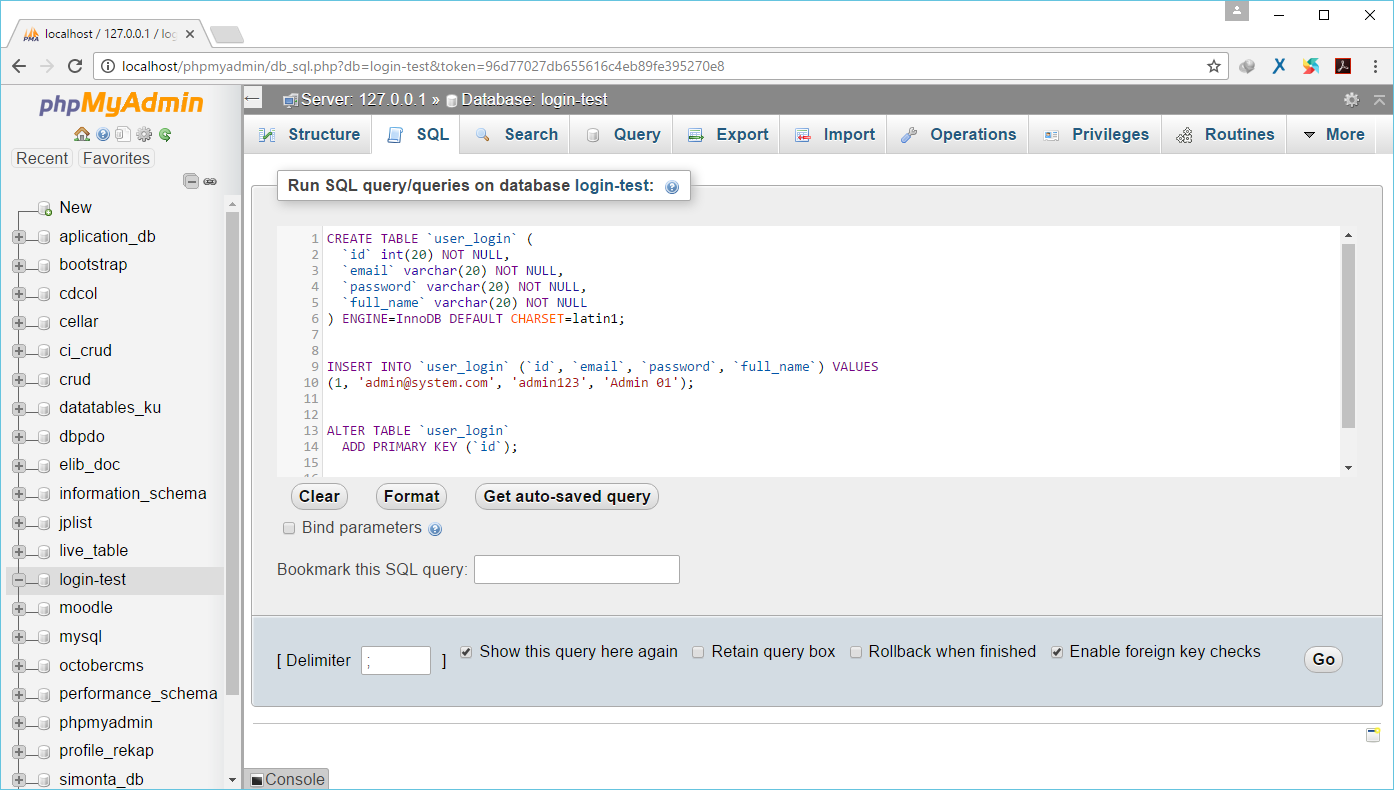 localhost / 127.0.0.1 / log
localhost/phpmyadmin/db_sql.php?db=login-test&token=96d77027db655616c4eb89fe395270e8
phpMyAdmin
Recent Favorites
New
aplication_db
bootstrap
cdcol
cellar
ci_crud
crud
datatables_ku
dbpdo
elib_doc
information_schema
jplist
live_table
login-test
moodle
mysql
octobercms
performance_schema
phpmyadmin
profile_rekap
simonta_db
Server: 127.0.0.1 » Database: login-test
Structure SQL Search Query Export Import Operations Privileges Routines More
Run SQL query/queries on database login-test:
1 CREATE TABLE `user_login` (
2 `id` int(20) NOT NULL,
3 `email` varchar(20) NOT NULL,
4 `password` varchar(20) NOT NULL,
5 `full_name` varchar(20) NOT NULL
6 ) ENGINE=InnoDB DEFAULT CHARSET=latin1;
7
8
9 INSERT INTO `user_login` (`id`, `email`, `password`, `full_name`) VALUES
10 (1, 'admin@system.com', 'admin123', 'Admin 01');
11
12
13 ALTER TABLE `user_login`
14 ADD PRIMARY KEY (`id`);
15
Clear Format Get auto-saved query
Bind parameters
Bookmark this SQL query:
[ Delimiter ; ] Show this query here again Retain query box Rollback when finished Enable foreign key checks Go
Console